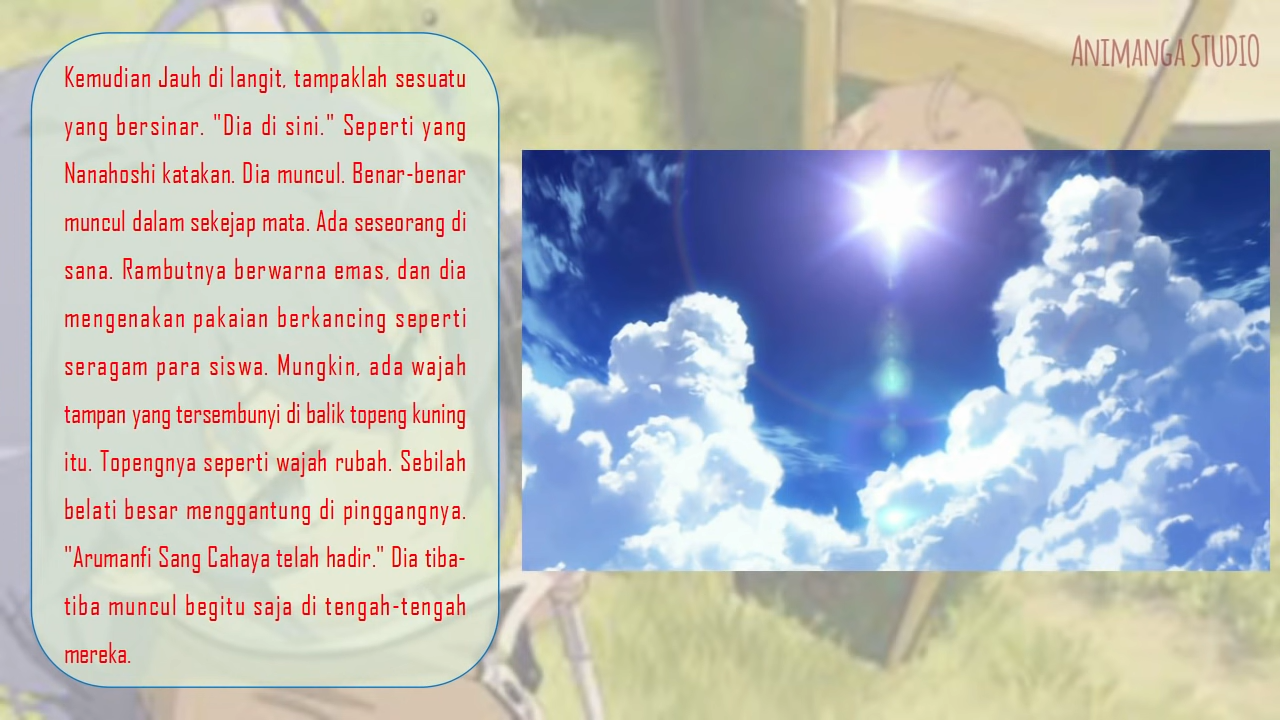 Kemudian Jauh di langit, tampaklah sesuatu
yang bersinar. "Dia di sini." Seperti yang
Nanahoshi katakan. Dia muncul. Benar-benar
muncul dalam sekejap mata. Ada seseorang di
sana. Rambutnya berwarna emas, dan dia
mengenakan pakaian berkancing seperti
seragam para siswa. Mungkin, ada wajah
tampan yang tersembunyi di balik topeng kuning
itu. Topengnya seperti wajah rubah. Sebilah
belati besar menggantung di pinggangnya.
"Arumanfi Sang Cahaya telah hadir." Dia tiba-
tiba muncul begitu saja di tengah-tengah
mereka.
ANIMANGA STUDIO